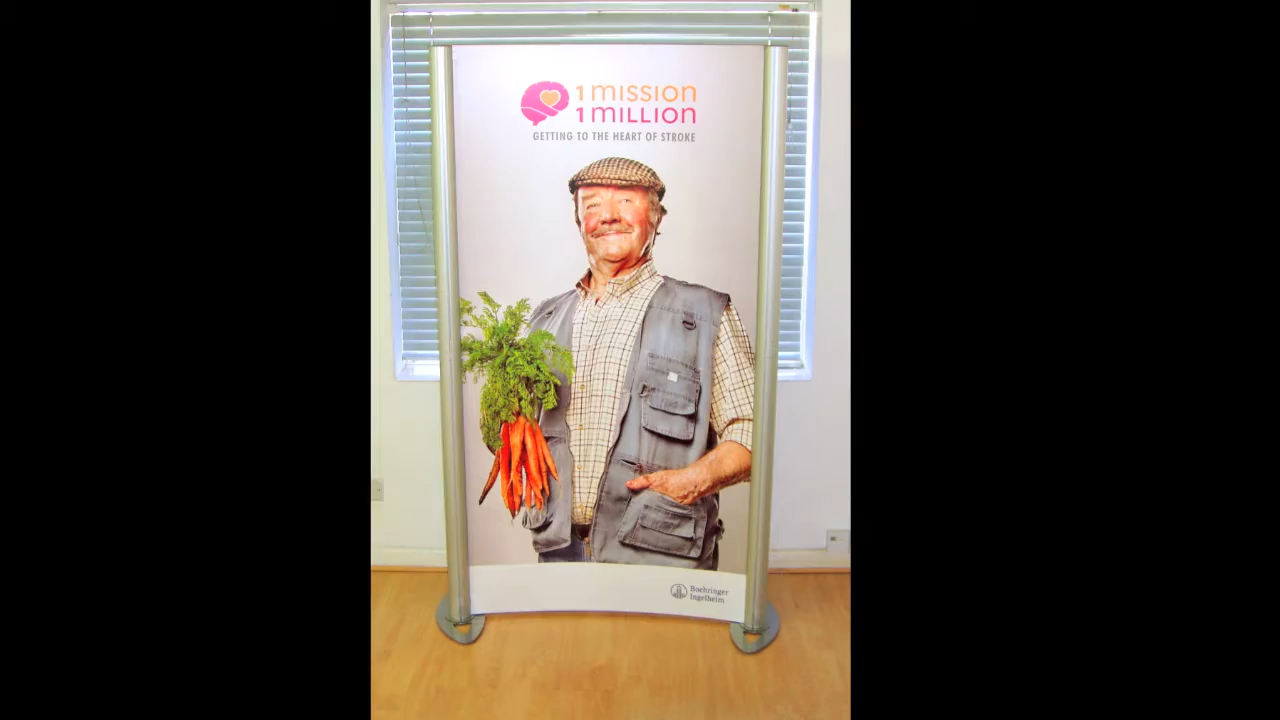 1 MISSION
1 MILLION
GETTING TO THE HEART OF STROKE
Boehringer
Ingelheim